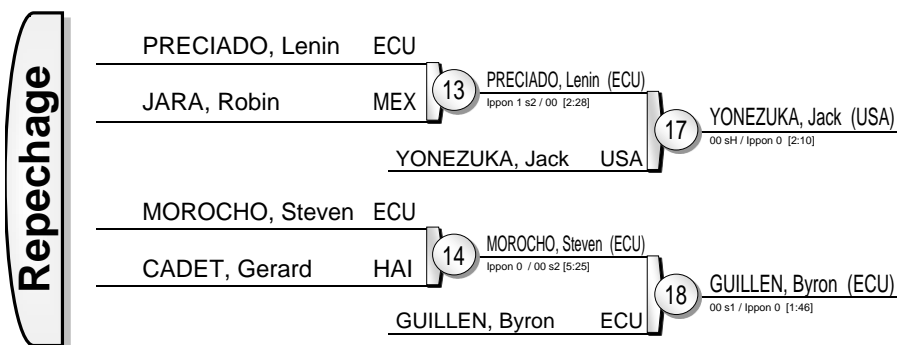 Repechage
PRECIADO, Lenin ECU
JARA, Robin MEX
13
PRECIADO, Lenin (ECU)
Ippon 1 s2 / 00 [2:28]
YONEZUKA, Jack USA
17
YONEZUKA, Jack (USA)
00 sH / Ippon 0 [2:10]
MOROCHO, Steven ECU
CADET, Gerard HAI
14
MOROCHO, Steven (ECU)
Ippon 0 / 00 s2 [5:25]
GUILLEN, Byron ECU
18
GUILLEN, Byron (ECU)
00 s1 / Ippon 0 [1:46]